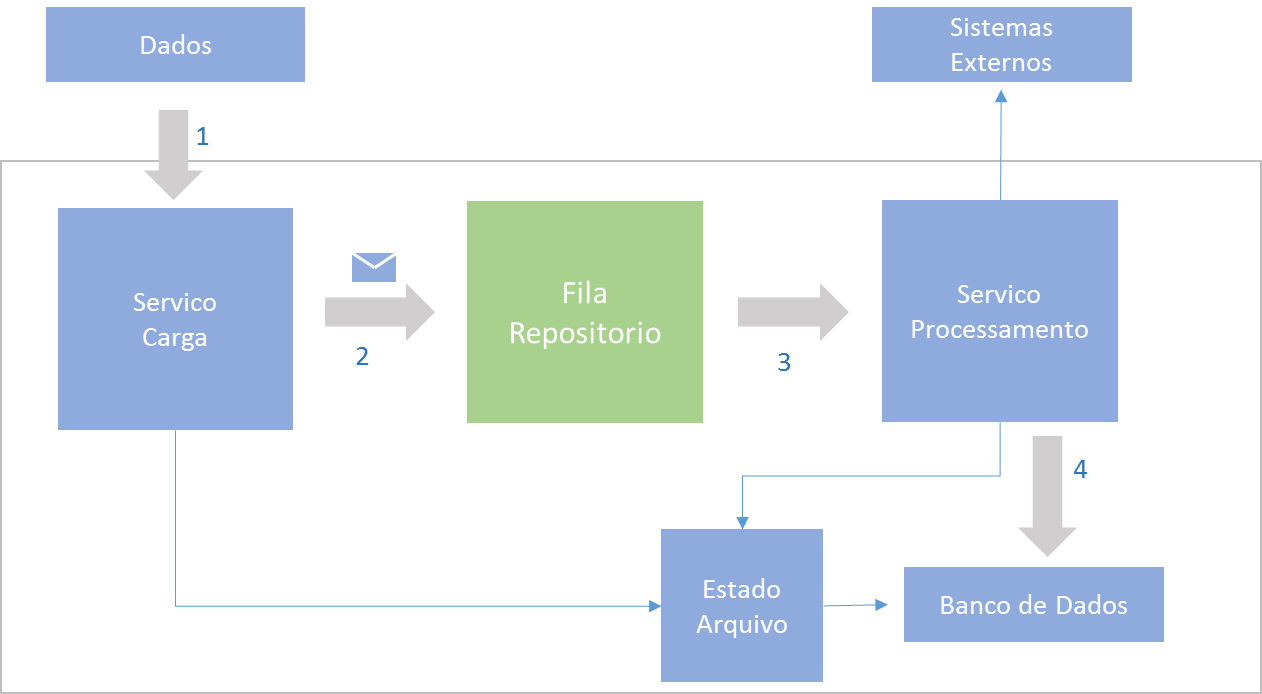 Dados
Sistemas
Externos
1
Servico
Carga
2
Fila
Repositorio
3
Servico
Processamento
4
Estado
Arquivo
Banco de Dados